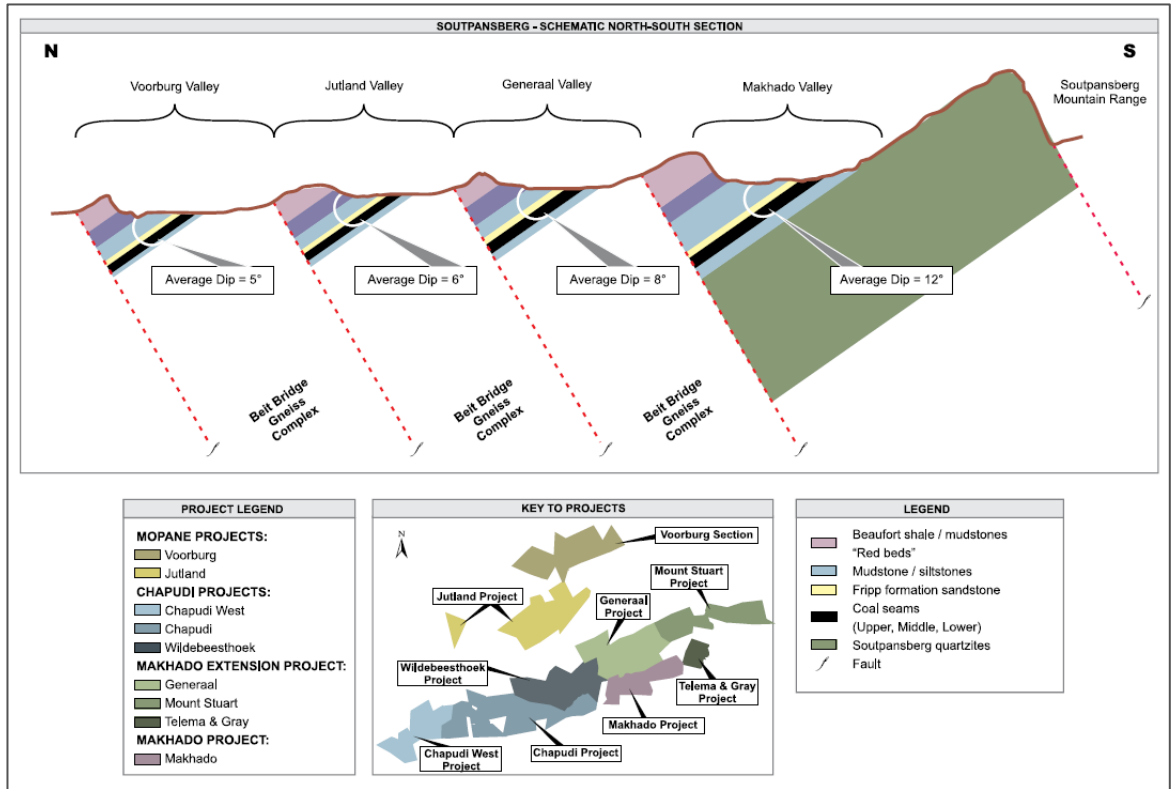 SOUTPANSBERG - SCHEMATIC NORTH-SOUTH SECTION
N
S
Voorburg Valley
Jutland Valley
Generaal Valley
Makhado Valley
Soutpansberg
Mountain Range
Average Dip = 5°
Average Dip = 6°
Average Dip = 8°
Average Dip = 12°
Beit Bridge
Gneiss
Complex
Beit Bridge
Gneiss
Complex
Beit Bridge
Gneiss
Complex
f
f
f
f
f
PROJECT LEGEND
MOPANE PROJECTS:
Voorburg
Jutland
CHAPUDI PROJECTS:
Chapudi West
Chapudi
Wildebeesthoek
MAKHADO EXTENSION PROJECT:
Generaal
Mount Stuart
Telema & Gray
MAKHADO PROJECT:
Makhado
KEY TO PROJECTS
N
Voorburg Section
Mount Stuart
Project
Jutland Project
Generaal
Project
Wildebeesthoek
Project
Telema & Gray
Project
Makhado Project
Chapudi West
Project
Chapudi Project
LEGEND
Beaufort shale / mudstones
“Red beds”
Mudstone / siltstones
Fripp formation sandstone
Coal seams
(Upper, Middle, Lower)
Soutpansberg quartzites
f Fault